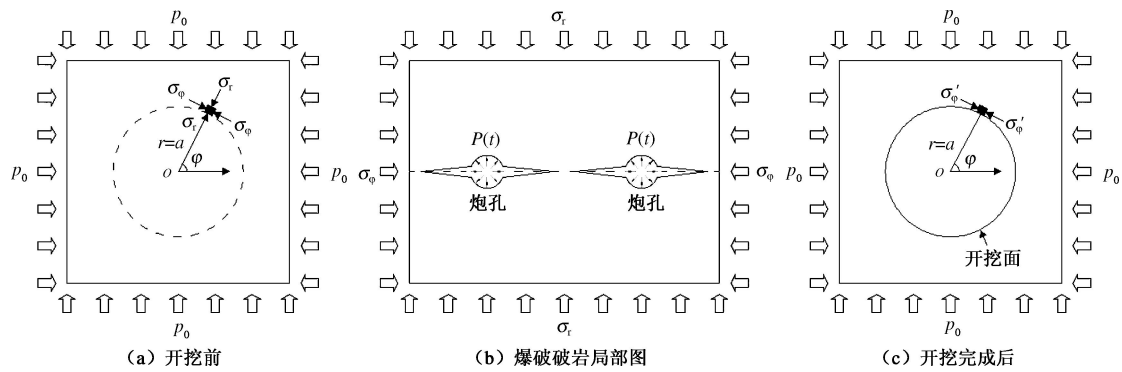 p₀
σᵣ
p₀
σφ
σᵣ
σᵣ
σφ
r=a
φ
o
p₀
p₀
p₀
(a) 开挖前
P(t)
P(t)
σφ
σφ
炮孔
炮孔
σᵣ
(b) 爆破破岩局部图
σφ′
σφ′
r=a
φ
o
p₀
p₀
开挖面
p₀
(c) 开挖完成后